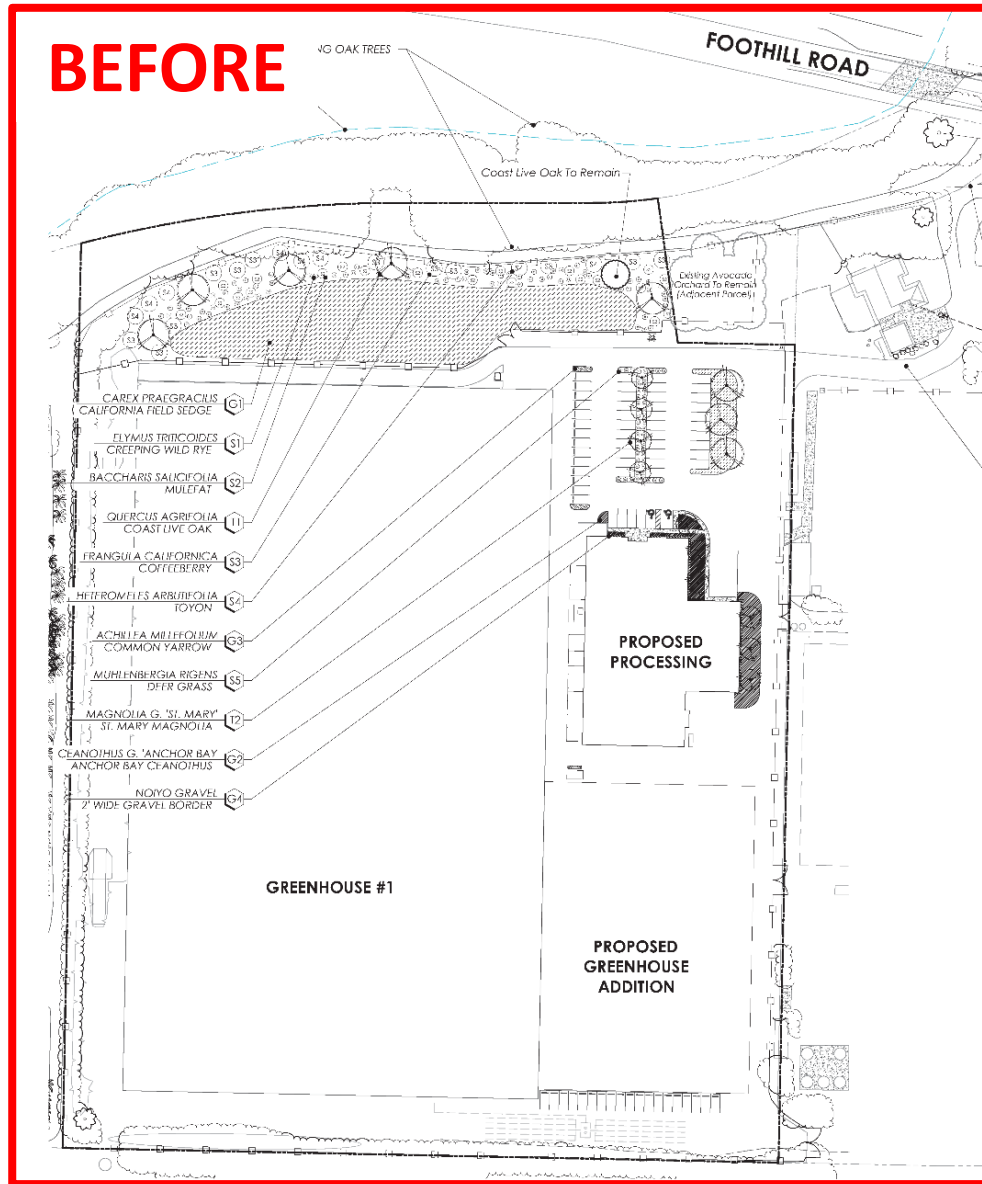 BEFORE
NG OAK TREES
FOOTHILL ROAD
Coast Live Oak To Remain
Existing Avocado
Orchard To Remain
(Adjacent Parcel)
CAREX PRAEGRACILIS
CALIFORNIA FIELD SEDGE
G1
ELYMUS TRITICOIDES
CREEPING WILD RYE
S1
BACCHARIS SALICIFOLIA
MULEFAT
S2
QUERCUS AGRIFOLIA
COAST LIVE OAK
T1
FRANGULA CALIFORNICA
COFFEEBERRY
S3
HETEROMELES ARBUTIFOLIA
TOYON
S4
ACHILLEA MILLEFOLIUM
COMMON YARROW
G3
MUHLENBERGIA RIGENS
DEER GRASS
S5
MAGNOLIA G. 'ST. MARY'
ST. MARY MAGNOLIA
T2
CEANOTHUS G. 'ANCHOR BAY
ANCHOR BAY CEANOTHUS
G2
NOIYO GRAVEL
2' WIDE GRAVEL BORDER
G4
PROPOSED
PROCESSING
GREENHOUSE #1
PROPOSED
GREENHOUSE
ADDITION